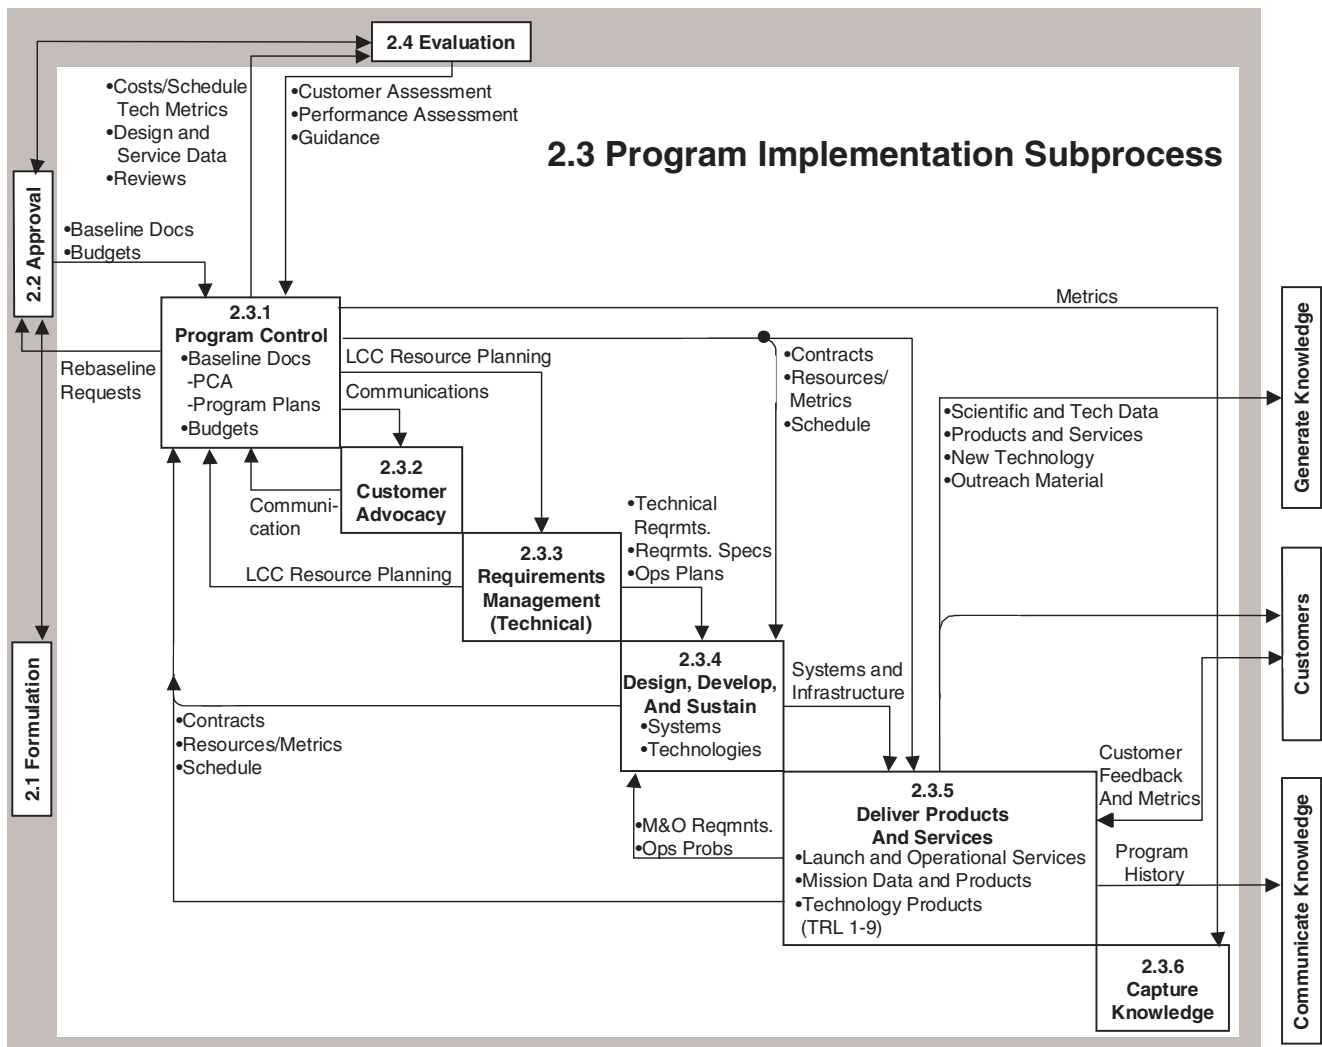 2.4 Evaluation
•Costs/Schedule
Tech Metrics
•Design and
Service Data
•Reviews
•Customer Assessment
•Performance Assessment
•Guidance
2.3 Program Implementation Subprocess
2.2 Approval
•Baseline Docs
•Budgets
2.3.1
Program Control
•Baseline Docs
-PCA
-Program Plans
•Budgets
Rebaseline
Requests
Metrics
LCC Resource Planning
Communications
•Contracts
•Resources/
Metrics
•Schedule
•Scientific and Tech Data
•Products and Services
•New Technology
•Outreach Material
Generate Knowledge
2.3.2
Customer
Advocacy
Communi-
cation
•Technical
Reqrmts.
•Reqrmts. Specs
•Ops Plans
2.3.3
Requirements
Management
(Technical)
LCC Resource Planning
Customers
2.3.4
Design, Develop,
And Sustain
•Systems
•Technologies
Systems and
Infrastructure
2.1 Formulation
•Contracts
•Resources/Metrics
•Schedule
Customer
Feedback
And Metrics
2.3.5
Deliver Products
And Services
•Launch and Operational Services
•Mission Data and Products
•Technology Products
(TRL 1-9)
•M&O Reqmnts.
•Ops Probs
Program
History
Communicate Knowledge
2.3.6
Capture
Knowledge